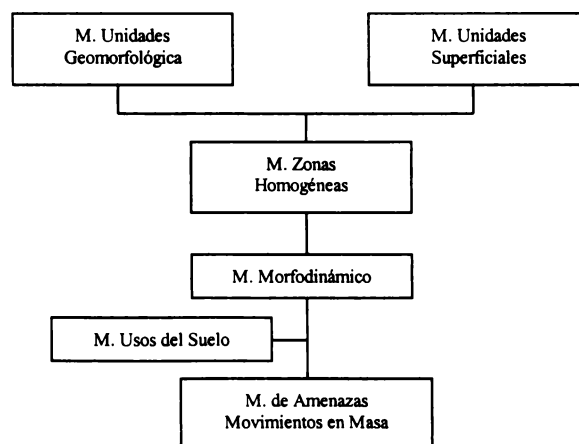 M. Unidades
Geomorfológica
M. Unidades
Superficiales
M. Zonas
Homogéneas
M. Morfodinámico
M. Usos del Suelo
M. de Amenazas
Movimientos en Masa